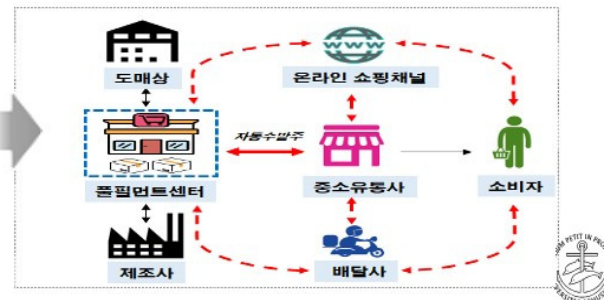 도매상
온라인 쇼핑채널
자동수발주
풀필먼트센터
중소유통사
소비자
제조사
배달사